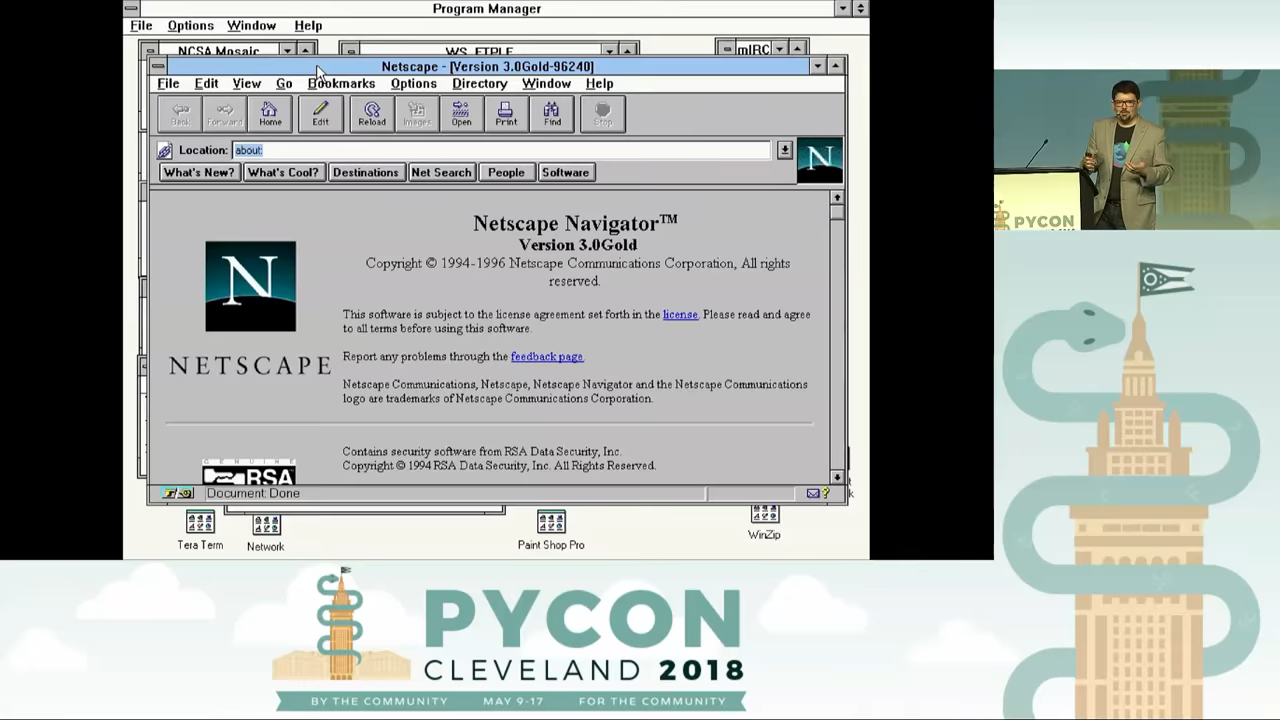 Program Manager
File Options Window Help
NCSA Mosaic
WS_FTPLE
mIRC
Netscape - [Version 3.0Gold-96240]
File Edit View Go Bookmarks Options Directory Window Help
Back Forward Home Edit Reload Images Open Print Find Stop
Location: about:
N
What's New? What's Cool? Destinations Net Search People Software
Netscape Navigator™
Version 3.0Gold
Copyright © 1994-1996 Netscape Communications Corporation, All rights
reserved.
N
NETSCAPE
This software is subject to the license agreement set forth in the license. Please read and agree
to all terms before using this software.
Report any problems through the feedback page.
Netscape Communications, Netscape, Netscape Navigator and the Netscape Communications
logo are trademarks of Netscape Communications Corporation.
GENUINE
RSA
Contains security software from RSA Data Security, Inc.
Copyright © 1994 RSA Data Security, Inc. All Rights Reserved.
Document: Done
Tera Term
Network
Paint Shop Pro
WinZip
PYCON
PYCON
CLEVELAND 2018
BY THE COMMUNITY MAY 9-17 FOR THE COMMUNITY